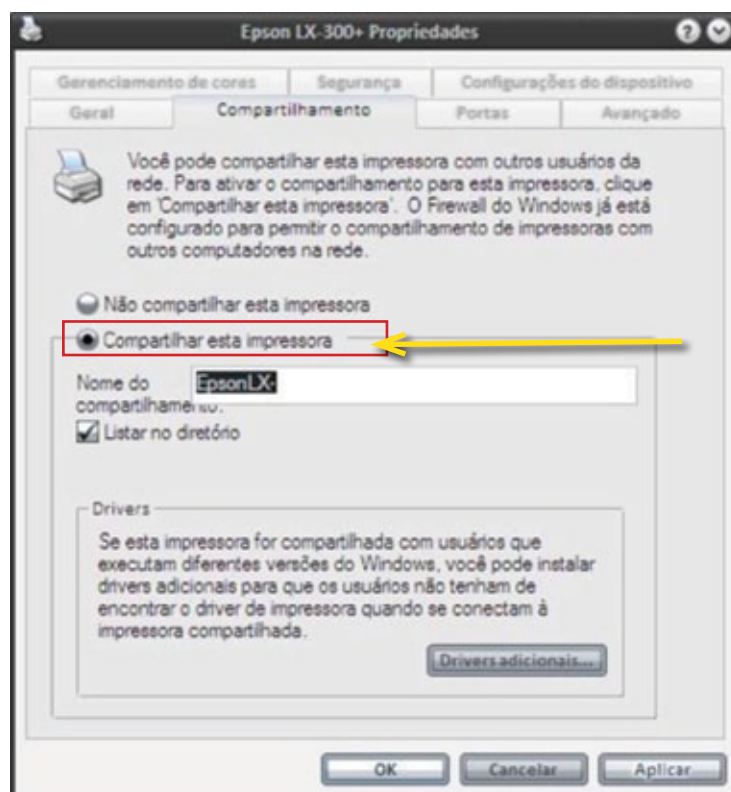 Epson LX-300+ Propriedades
Gerenciamento de cores Segurança Configurações do dispositivo
Geral Compartilhamento Portas Avançado
Você pode compartilhar esta impressora com outros usuários da
rede. Para ativar o compartilhamento para esta impressora, clique
em 'Compartilhar esta impressora'. O Firewall do Windows já está
configurado para permitir o compartilhamento de impressoras com
outros computadores na rede.
Não compartilhar esta impressora
Compartilhar esta impressora
Nome do EpsonLX-
compartilhamento:
Listar no diretório
Drivers
Se esta impressora for compartilhada com usuários que
executam diferentes versões do Windows, você pode instalar
drivers adicionais para que os usuários não tenham de
encontrar o driver de impressora quando se conectam à
impressora compartilhada.
Drivers adicionais...
OK Cancelar Aplicar